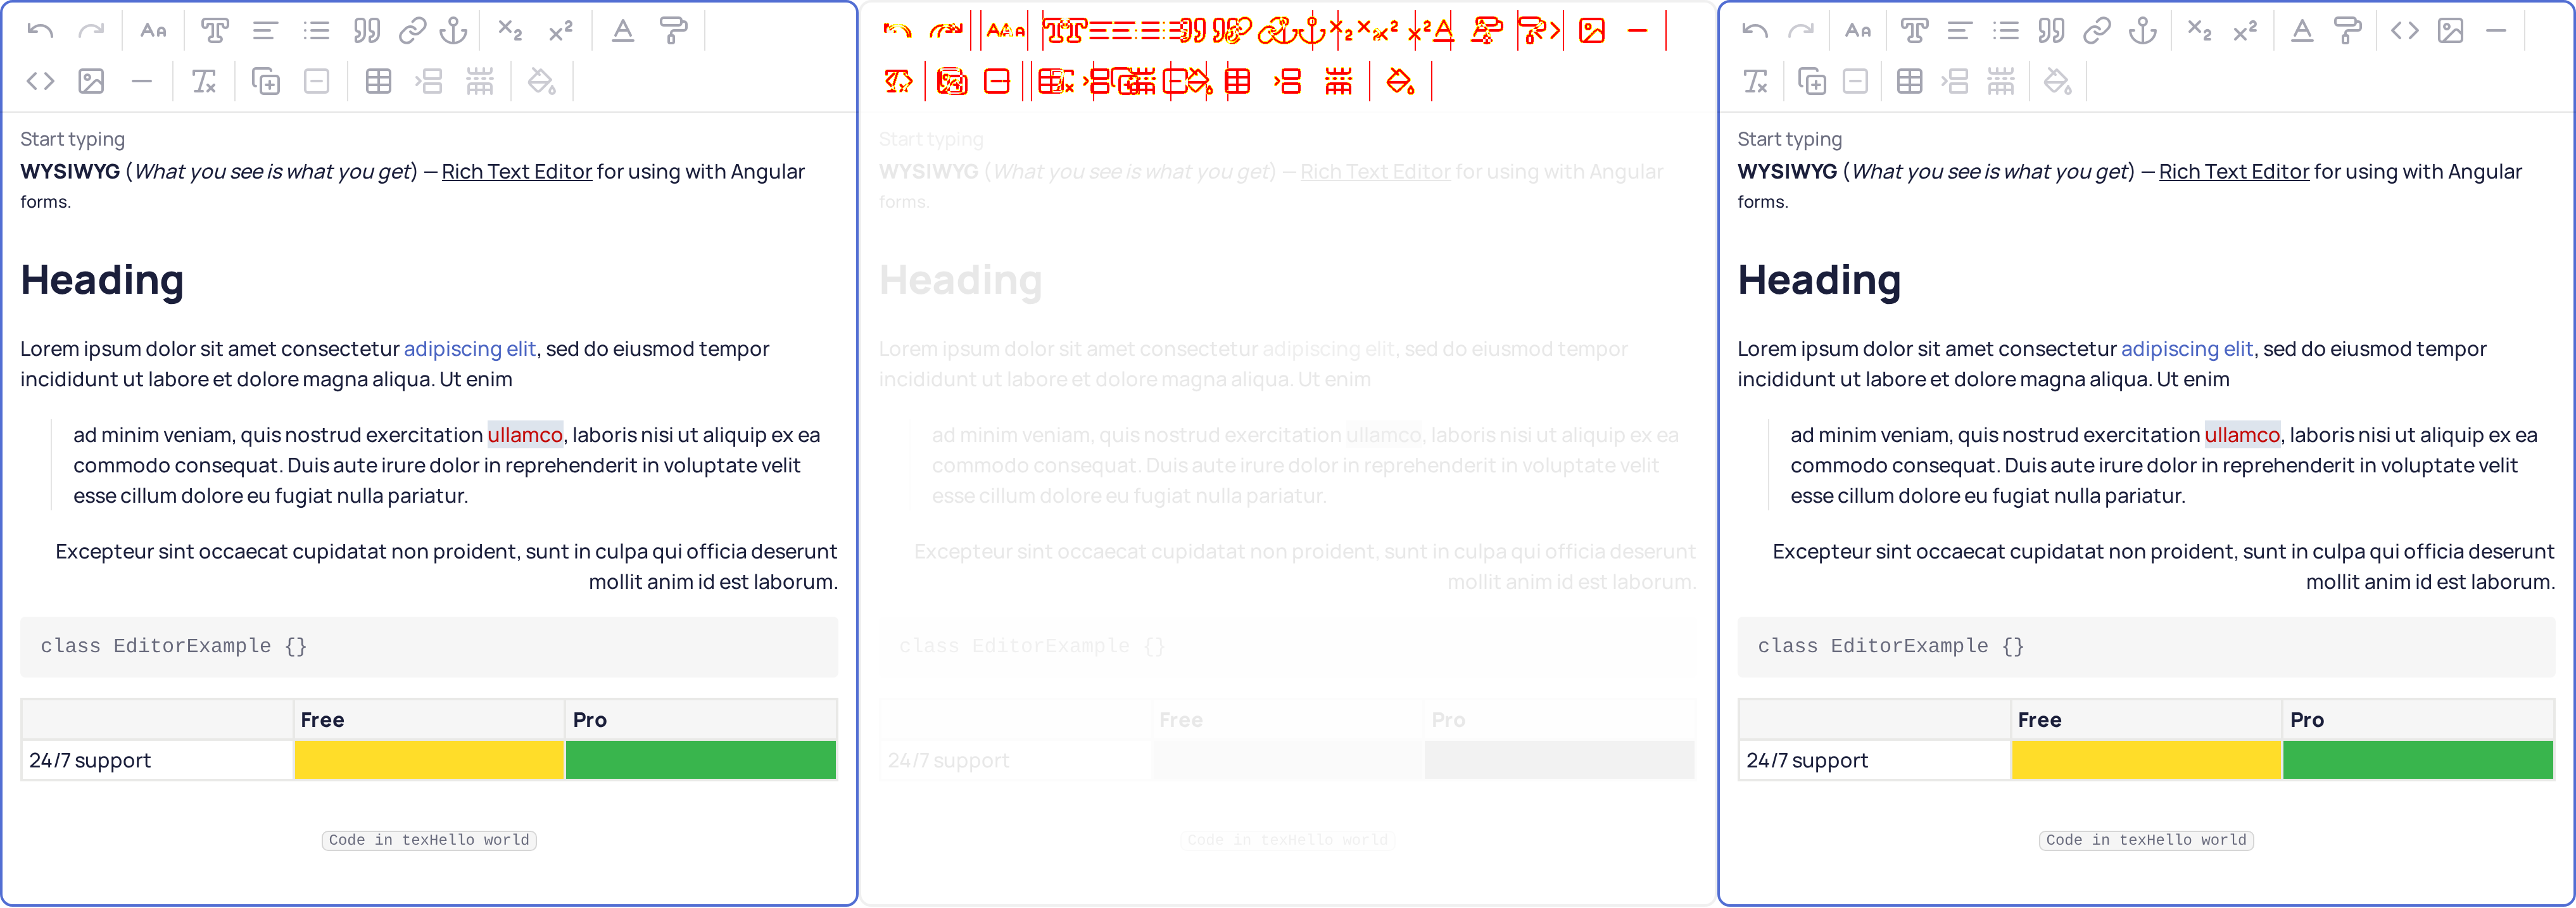 Start typing
WYSIWYG (What you see is what you get) — Rich Text Editor for using with Angular
forms.
Heading
Lorem ipsum dolor sit amet consectetur adipiscing elit, sed do eiusmod tempor
incididunt ut labore et dolore magna aliqua. Ut enim
ad minim veniam, quis nostrud exercitation ullamco, laboris nisi ut aliquip ex ea
commodo consequat. Duis aute irure dolor in reprehenderit in voluptate velit
esse cillum dolore eu fugiat nulla pariatur.
Excepteur sint occaecat cupidatat non proident, sunt in culpa qui officia deserunt
mollit anim id est laborum.
class EditorExample {}
Free Pro
24/7 support
Code in texHello world
Start typing
WYSIWYG (What you see is what you get) — Rich Text Editor for using with Angular
forms.
Heading
Lorem ipsum dolor sit amet consectetur adipiscing elit, sed do eiusmod tempor
incididunt ut labore et dolore magna aliqua. Ut enim
ad minim veniam, quis nostrud exercitation ullamco, laboris nisi ut aliquip ex ea
commodo consequat. Duis aute irure dolor in reprehenderit in voluptate velit
esse cillum dolore eu fugiat nulla pariatur.
Excepteur sint occaecat cupidatat non proident, sunt in culpa qui officia deserunt
mollit anim id est laborum.
class EditorExample {}
Free Pro
24/7 support
Code in texHello world
Start typing
WYSIWYG (What you see is what you get) — Rich Text Editor for using with Angular
forms.
Heading
Lorem ipsum dolor sit amet consectetur adipiscing elit, sed do eiusmod tempor
incididunt ut labore et dolore magna aliqua. Ut enim
ad minim veniam, quis nostrud exercitation ullamco, laboris nisi ut aliquip ex ea
commodo consequat. Duis aute irure dolor in reprehenderit in voluptate velit
esse cillum dolore eu fugiat nulla pariatur.
Excepteur sint occaecat cupidatat non proident, sunt in culpa qui officia deserunt
mollit anim id est laborum.
class EditorExample {}
Free Pro
24/7 support
Code in texHello world